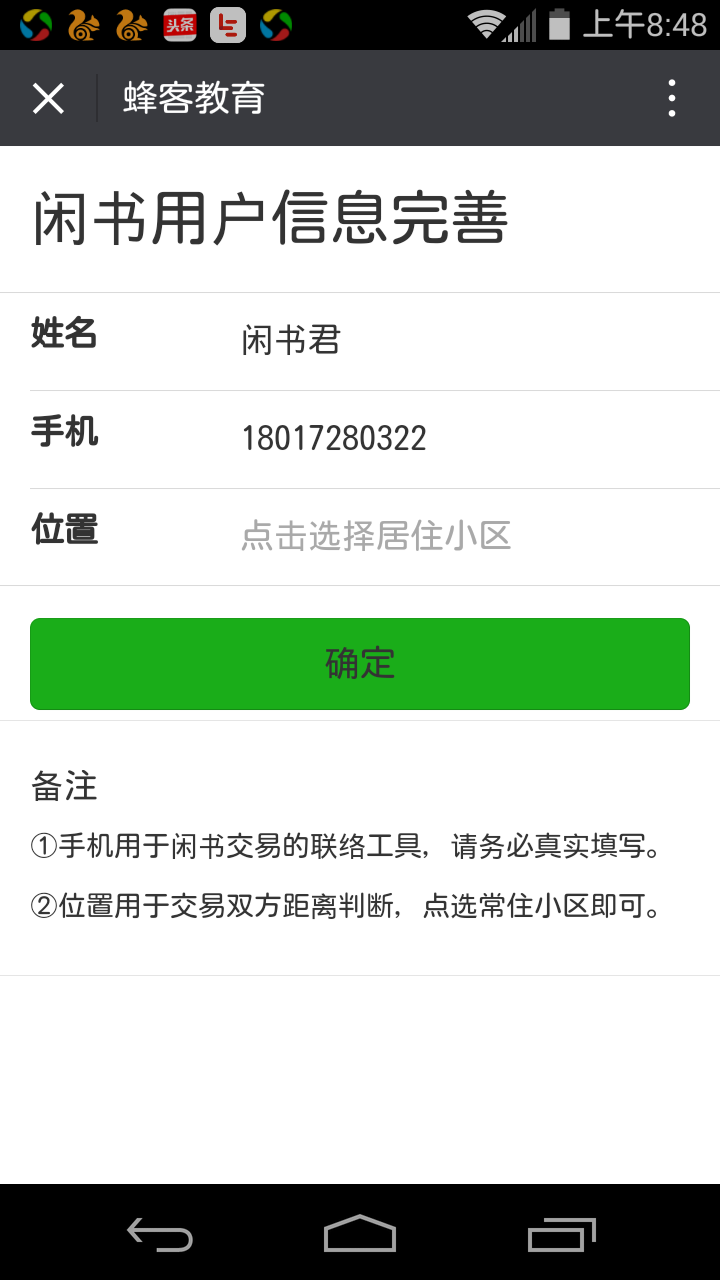 头条
上午8:48
蜂客教育
闲书用户信息完善
姓名 闲书君
手机 18017280322
位置 点击选择居住小区
确定
备注
①手机用于闲书交易的联络工具，请务必真实填写。
②位置用于交易双方距离判断，点选常住小区即可。